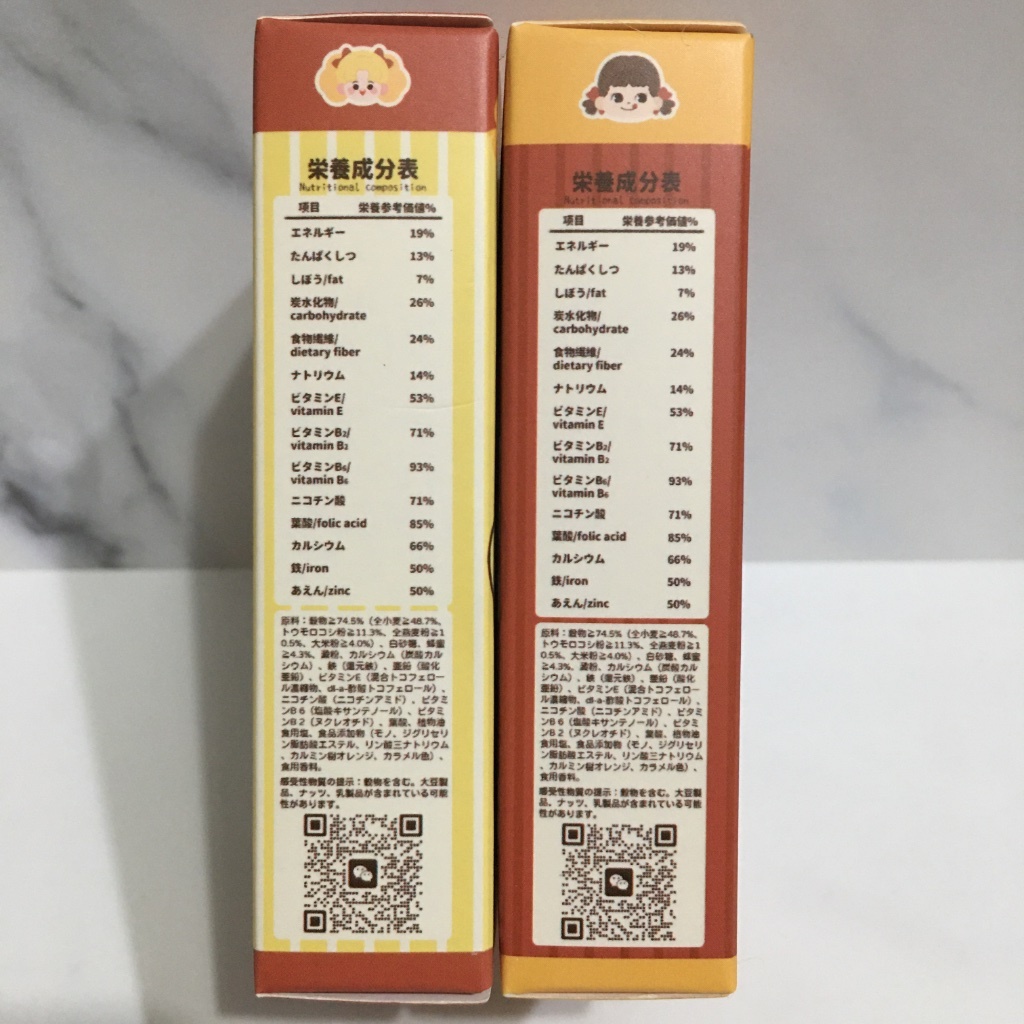 栄養成分表
Nutritional composition
項目 栄養参考価値%
エネルギー 19%
たんぱくしつ 13%
しぼう/fat 7%
炭水化物/ 26%
carbohydrate
食物繊維/ 24%
dietary fiber
ナトリウム 14%
ビタミンE/ 53%
vitamin E
ビタミンB₂/ 71%
vitamin B₂
ビタミンB₆/ 93%
vitamin B₆
ニコチン酸 71%
葉酸/folic acid 85%
カルシウム 66%
鉄/iron 50%
あえん/zinc 50%
原料：穀物≧74.5%（全小麦≧48.7%、
トウモロコシ粉≧11.3%、全燕麦粉≧1
0.5%、大米粉≧4.0%）、白砂糖、蜂蜜
≧4.3%、澱粉、カルシウム（炭酸カル
シウム）、鉄（還元鉄）、亜鉛（酸化
亜鉛）、ビタミンE（混合トコフェロー
ル濃縮物、dl-a-酢酸トコフェロール）、
ニコチン酸（ニコチンアミド）、ビタミ
ンB 6（塩酸キサンテノール）、ビタミ
ンB 2（ヌクレオチド）、葉酸、植物油
食用塩、食品添加物（モノ、ジグリセリ
ン脂肪酸エステル、リン酸三ナトリウム
、カルミン樹オレンジ、カラメル色）、
食用香料。
感受性物質の提示：穀物を含む。大豆製
品、ナッツ、乳製品が含まれている可能
性があります。
栄養成分表
Nutritional composition
項目 栄養参考価値%
エネルギー 19%
たんぱくしつ 13%
しぼう/fat 7%
炭水化物/ 26%
carbohydrate
食物繊維/ 24%
dietary fiber
ナトリウム 14%
ビタミンE/ 53%
vitamin E
ビタミンB₂/ 71%
vitamin B₂
ビタミンB₆/ 93%
vitamin B₆
ニコチン酸 71%
葉酸/folic acid 85%
カルシウム 66%
鉄/iron 50%
あえん/zinc 50%
原料：穀物≧74.5%（全小麦≧48.7%、
トウモロコシ粉≧11.3%、全燕麦粉≧1
0.5%、大米粉≧4.0%）、白砂糖、蜂蜜
≧4.3%、澱粉、カルシウム（炭酸カル
シウム）、鉄（還元鉄）、亜鉛（酸化
亜鉛）、ビタミンE（混合トコフェロー
ル濃縮物、dl-a-酢酸トコフェロール）、
ニコチン酸（ニコチンアミド）、ビタミ
ンB 6（塩酸キサンテノール）、ビタミ
ンB 2（ヌクレオチド）、葉酸、植物油
食用塩、食品添加物（モノ、ジグリセリ
ン脂肪酸エステル、リン酸三ナトリウム
、カルミン樹オレンジ、カラメル色）、
食用香料。
感受性物質の提示：穀物を含む。大豆製
品、ナッツ、乳製品が含まれている可能
性があります。